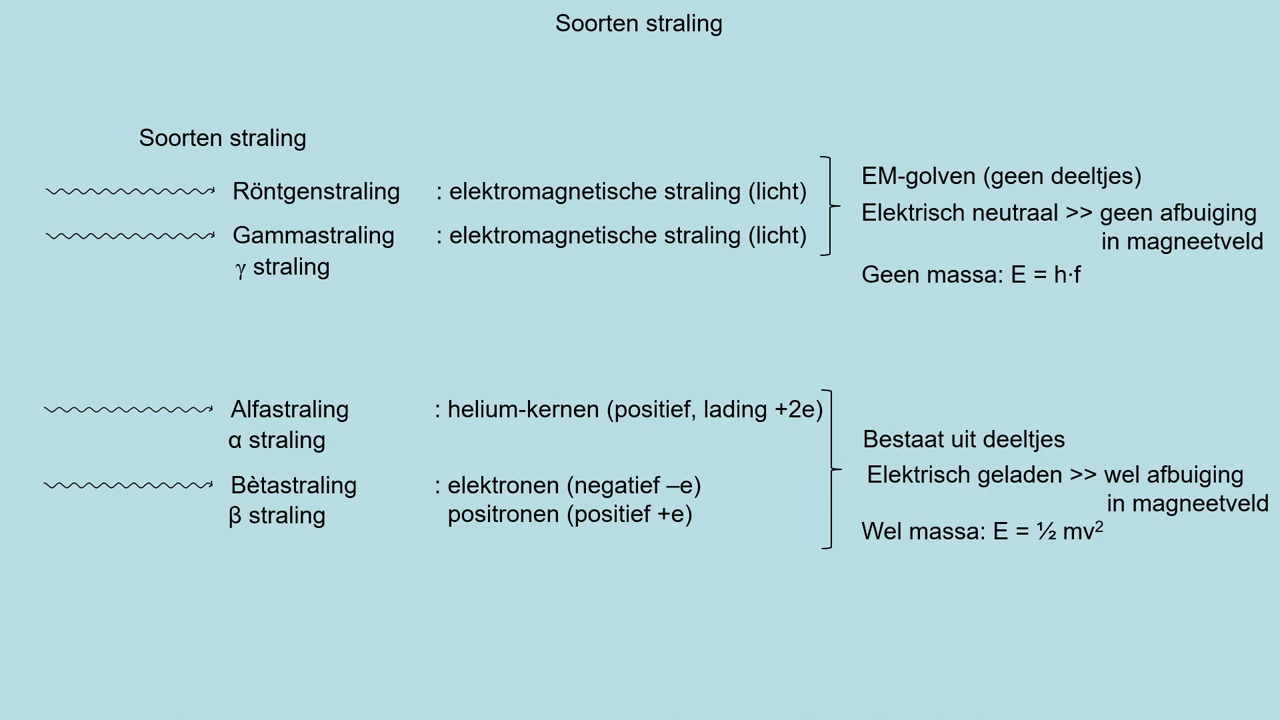 Soorten straling
Soorten straling
Röntgenstraling : elektromagnetische straling (licht)
Gammastraling : elektromagnetische straling (licht)
γ straling
EM-golven (geen deeltjes)
Elektrisch neutraal >> geen afbuiging
in magneetveld
Geen massa: E = h·f
Alfastraling : helium-kernen (positief, lading +2e)
α straling
Bètastraling : elektronen (negatief –e)
β straling positronen (positief +e)
Bestaat uit deeltjes
Elektrisch geladen >> wel afbuiging
in magneetveld
Wel massa: E = ½ mv²